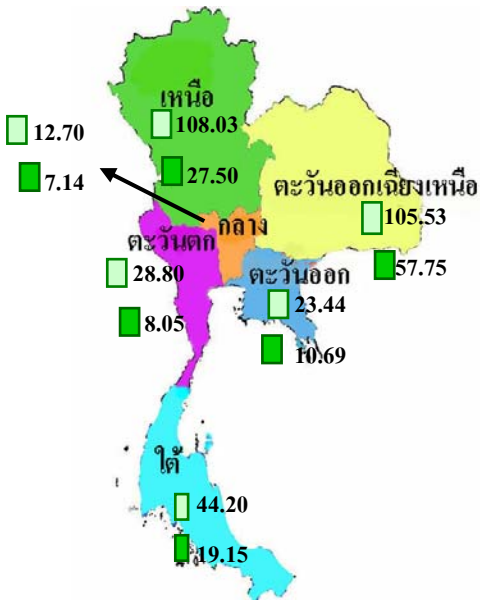 เหนือ
108.03
12.70
27.50
7.14
ตะวันออกเฉียงเหนือ
105.53
กลาง
ตะวันตก
28.80
ตะวันออก
57.75
23.44
8.05
10.69
ใต้
44.20
19.15